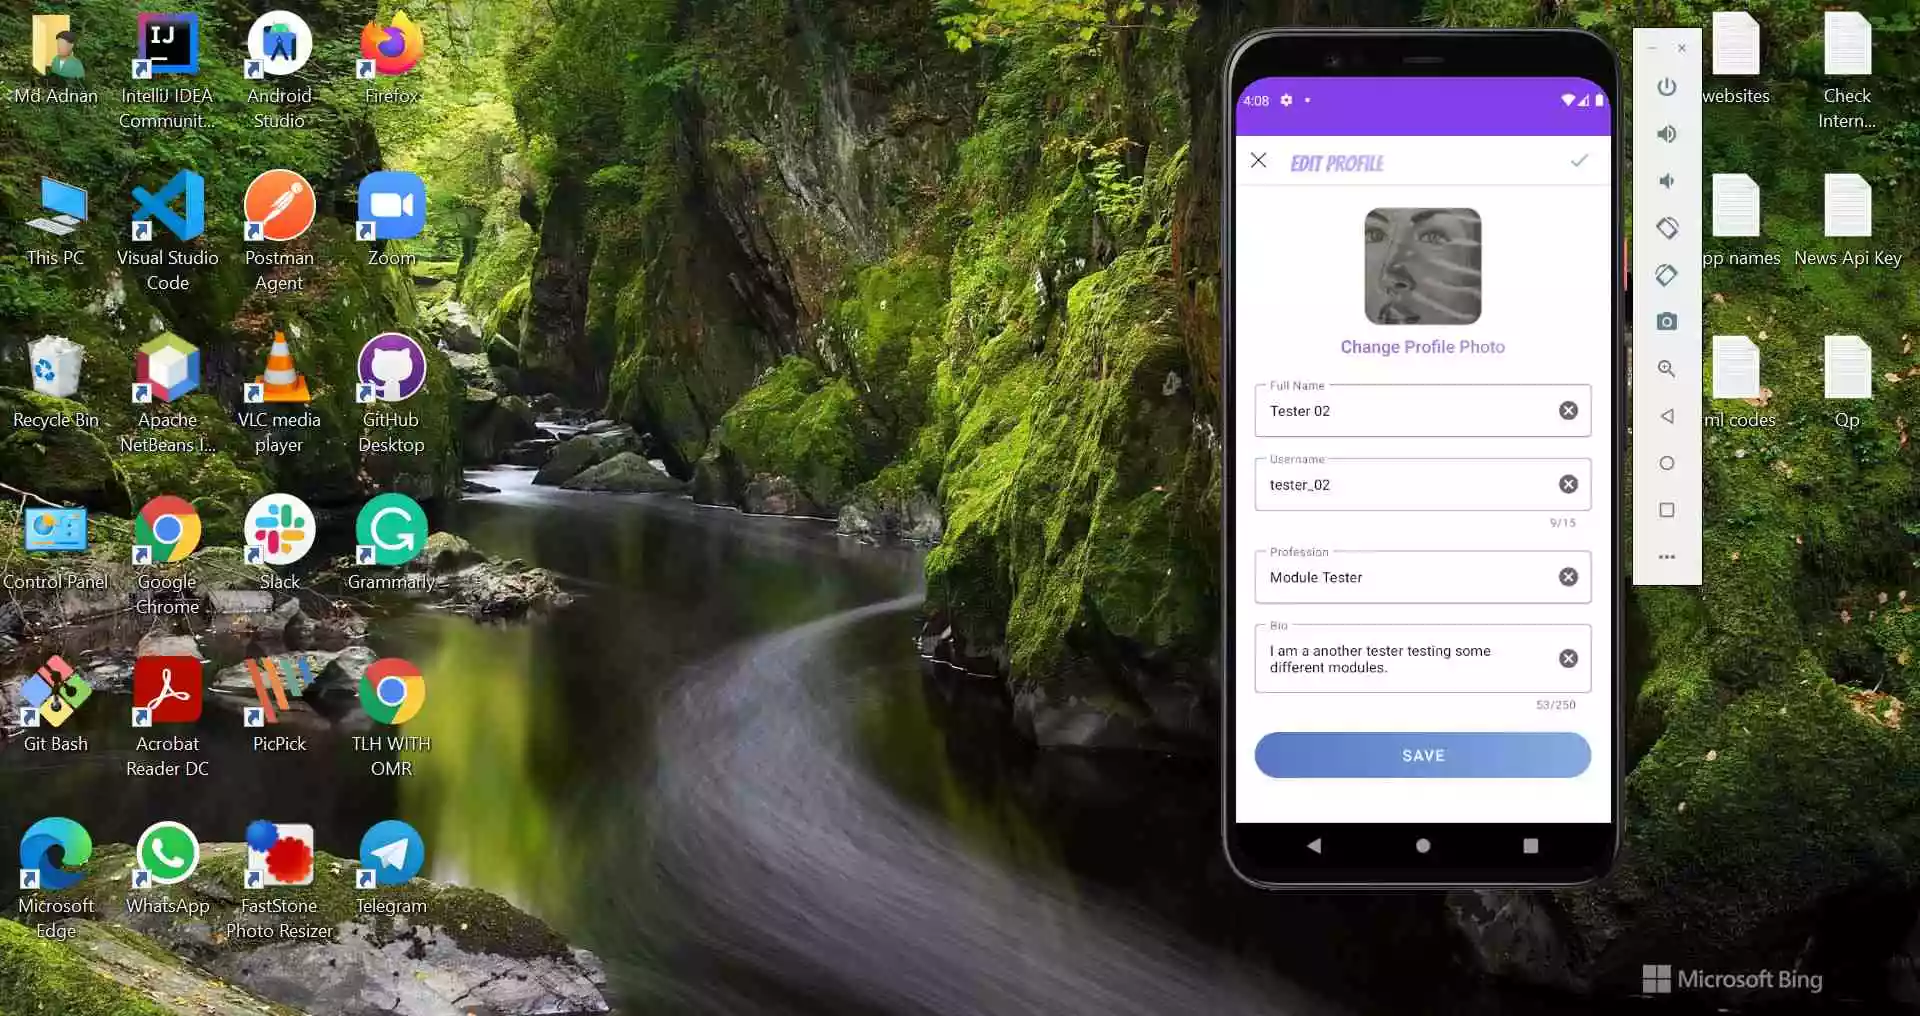 Md Adnan
IntelliJ IDEA
Communit...
Android
Studio
Firefox
This PC
Visual Studio
Code
Postman
Agent
Zoom
Recycle Bin
Apache
NetBeans I...
VLC media
player
GitHub
Desktop
Control Panel
Google
Chrome
Slack
Grammarly
Git Bash
Acrobat
Reader DC
PicPick
TLH WITH
OMR
Microsoft
Edge
WhatsApp
FastStone
Photo Resizer
Telegram
IJ
4:08
EDIT PROFILE
Change Profile Photo
Full Name
Tester 02
Username
tester_02
9/15
Profession
Module Tester
Bio
I am a another tester testing some
different modules.
53/250
SAVE
websites
Check
Intern...
pp names
News Api Key
ml codes
Qp
Microsoft Bing